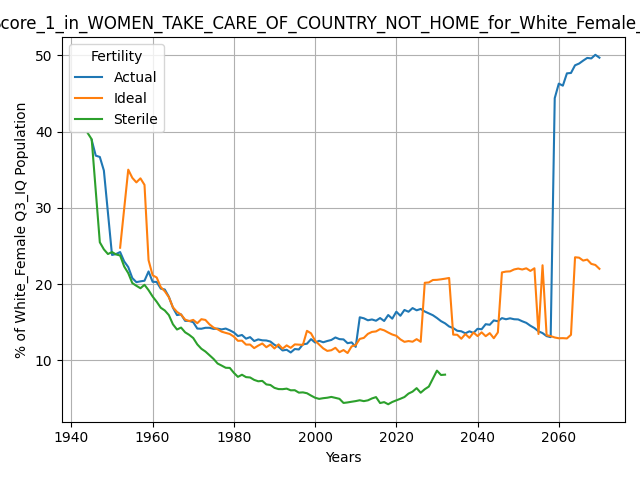 core_1_in_WOMEN_TAKE_CARE_OF_COUNTRY_NOT_HOME_for_White_Female_
Fertility
Actual
Ideal
Sterile
% of White_Female Q3_IQ Population
50
40
30
20
10
1940 1960 1980 2000 2020 2040 2060
Years